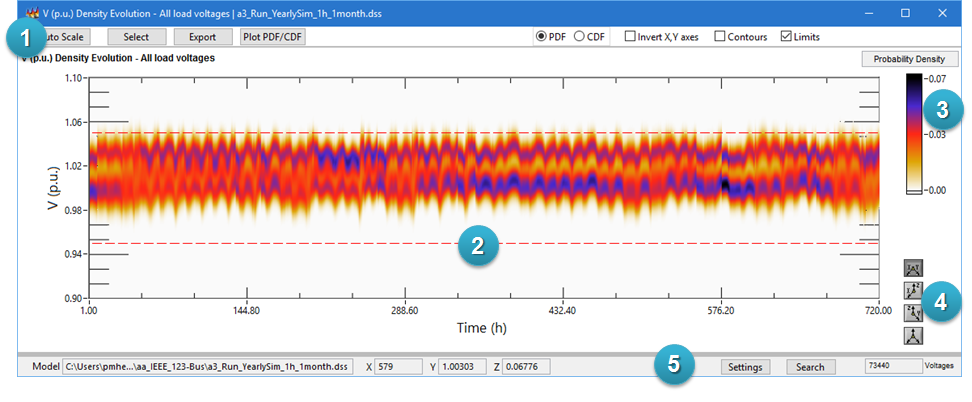 V (p.u.) Density Evolution - All load voltages | a3_Run_YearlySim_1h_1month.dss
1
uto Scale
Select
Export
Plot PDF/CDF
PDF
CDF
Invert X,Y axes
Contours
Limits
V (p.u.) Density Evolution - All load voltages
Probability Density
1.10
1.06
1.02
0.98
0.94
0.90
V (p.u.)
1.00
144.80
288.60
432.40
576.20
720.00
Time (h)
2
0.07
0.03
0.00
3
4
Model
C:\Users\pmhe...\aa_IEEE_123-Bus\a3_Run_YearlySim_1h_1month.dss
X
579
Y
1.00303
Z
0.06776
5
Settings
Search
73440
Voltages